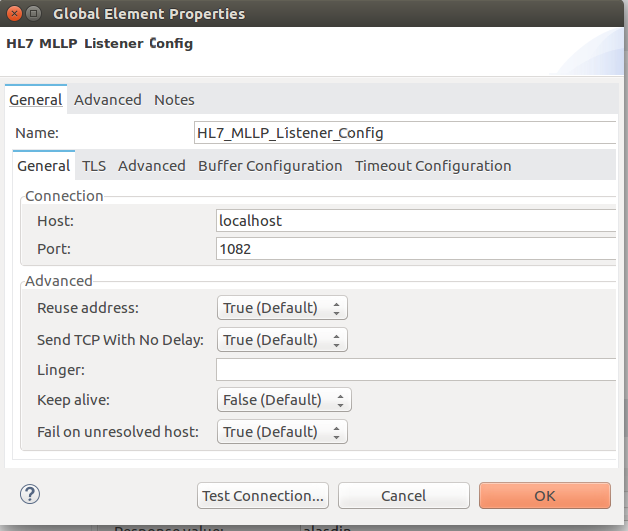 Global Element Properties
HL7 MLLP Listener Config
General Advanced Notes
Name: HL7_MLLP_Listener_Config
General TLS Advanced Buffer Configuration Timeout Configuration
Connection
Host: localhost
Port: 1082
Advanced
Reuse address: True (Default)
Send TCP With No Delay: True (Default)
Linger:
Keep alive: False (Default)
Fail on unresolved host: True (Default)
? Test Connection... Cancel OK